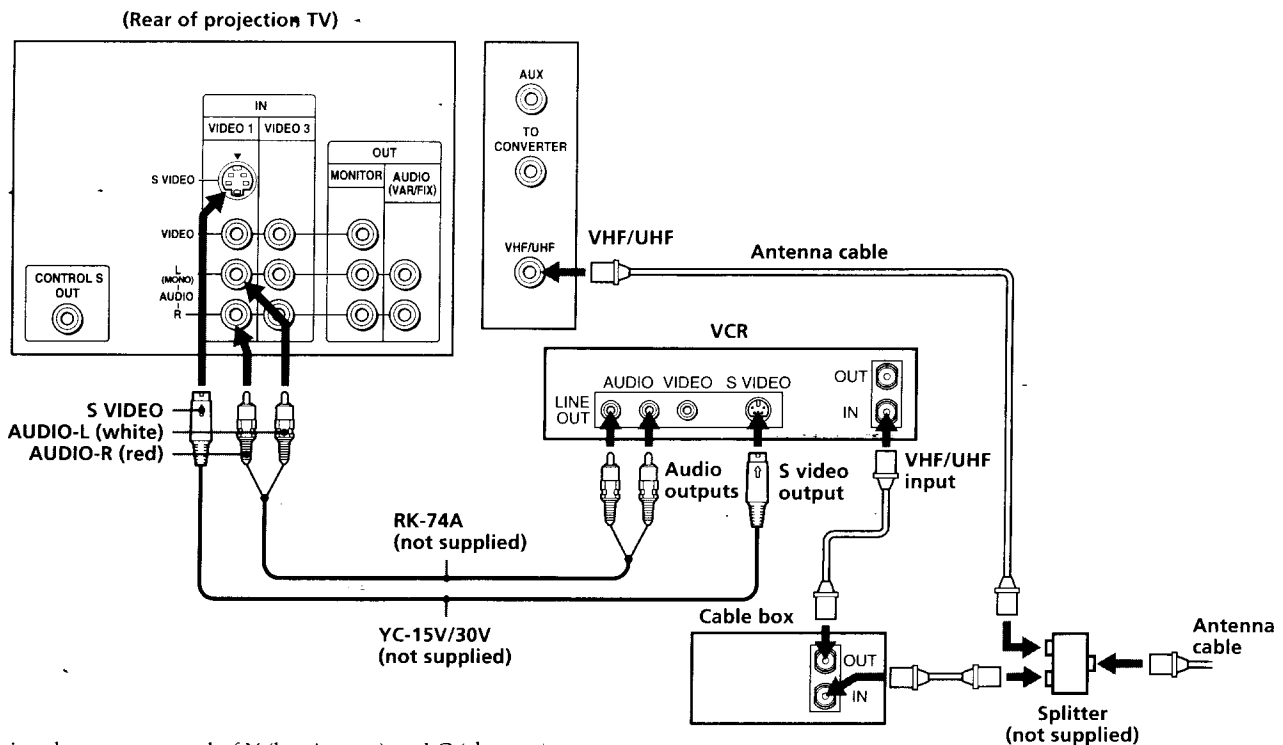 (Rear of projection TV)
AUX
TO
CONVERTER
VHF/UHF
IN
VIDEO 1
VIDEO 3
OUT
MONITOR
AUDIO
(VAR/FIX)
S VIDEO
VIDEO
L
(MONO)
AUDIO
R
CONTROL S
OUT
VHF/UHF
Antenna cable
VCR
AUDIO
VIDEO
S VIDEO
LINE
OUT
OUT
IN
S VIDEO
AUDIO-L (white)
AUDIO-R (red)
Audio
outputs
S video
output
VHF/UHF
input
RK-74A
(not supplied)
YC-15V/30V
(not supplied)
Cable box
OUT
IN
Antenna
cable
Splitter
(not supplied)